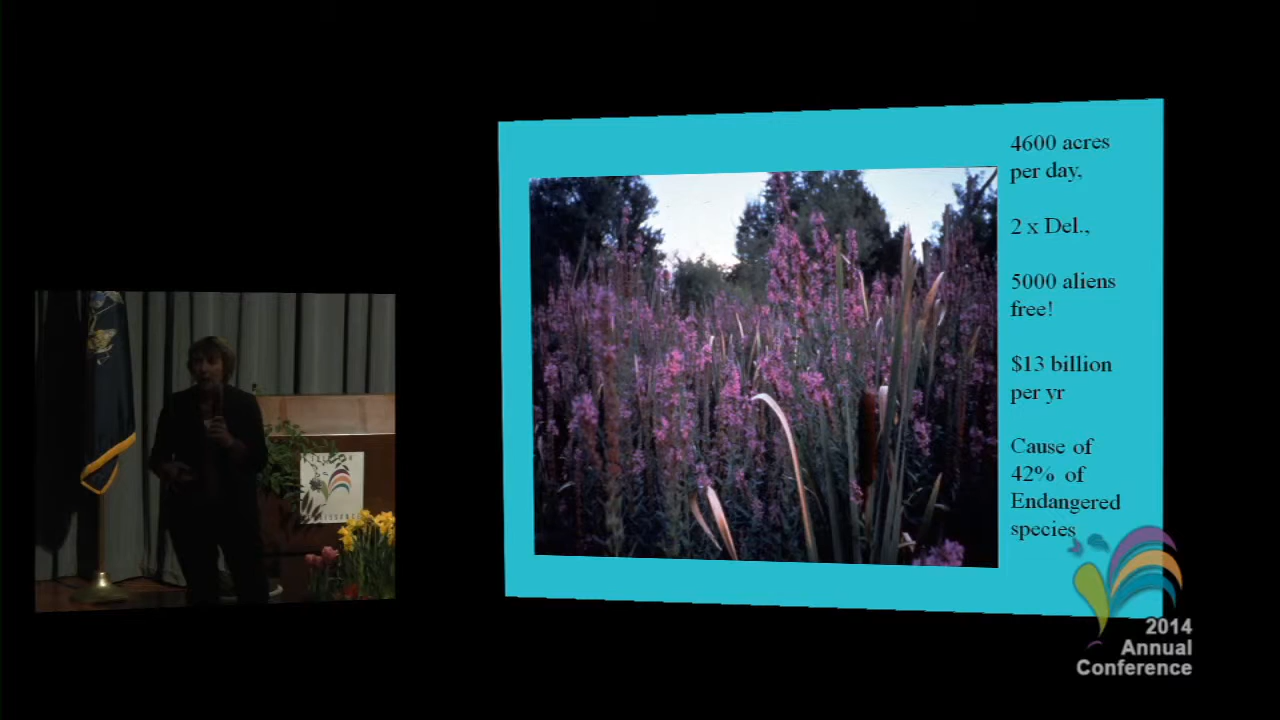 4600 acres
per day,
2 x Del.,
5000 aliens
free!
$13 billion
per yr
Cause of
42% of
Endangered
species
2014
Annual
Conference